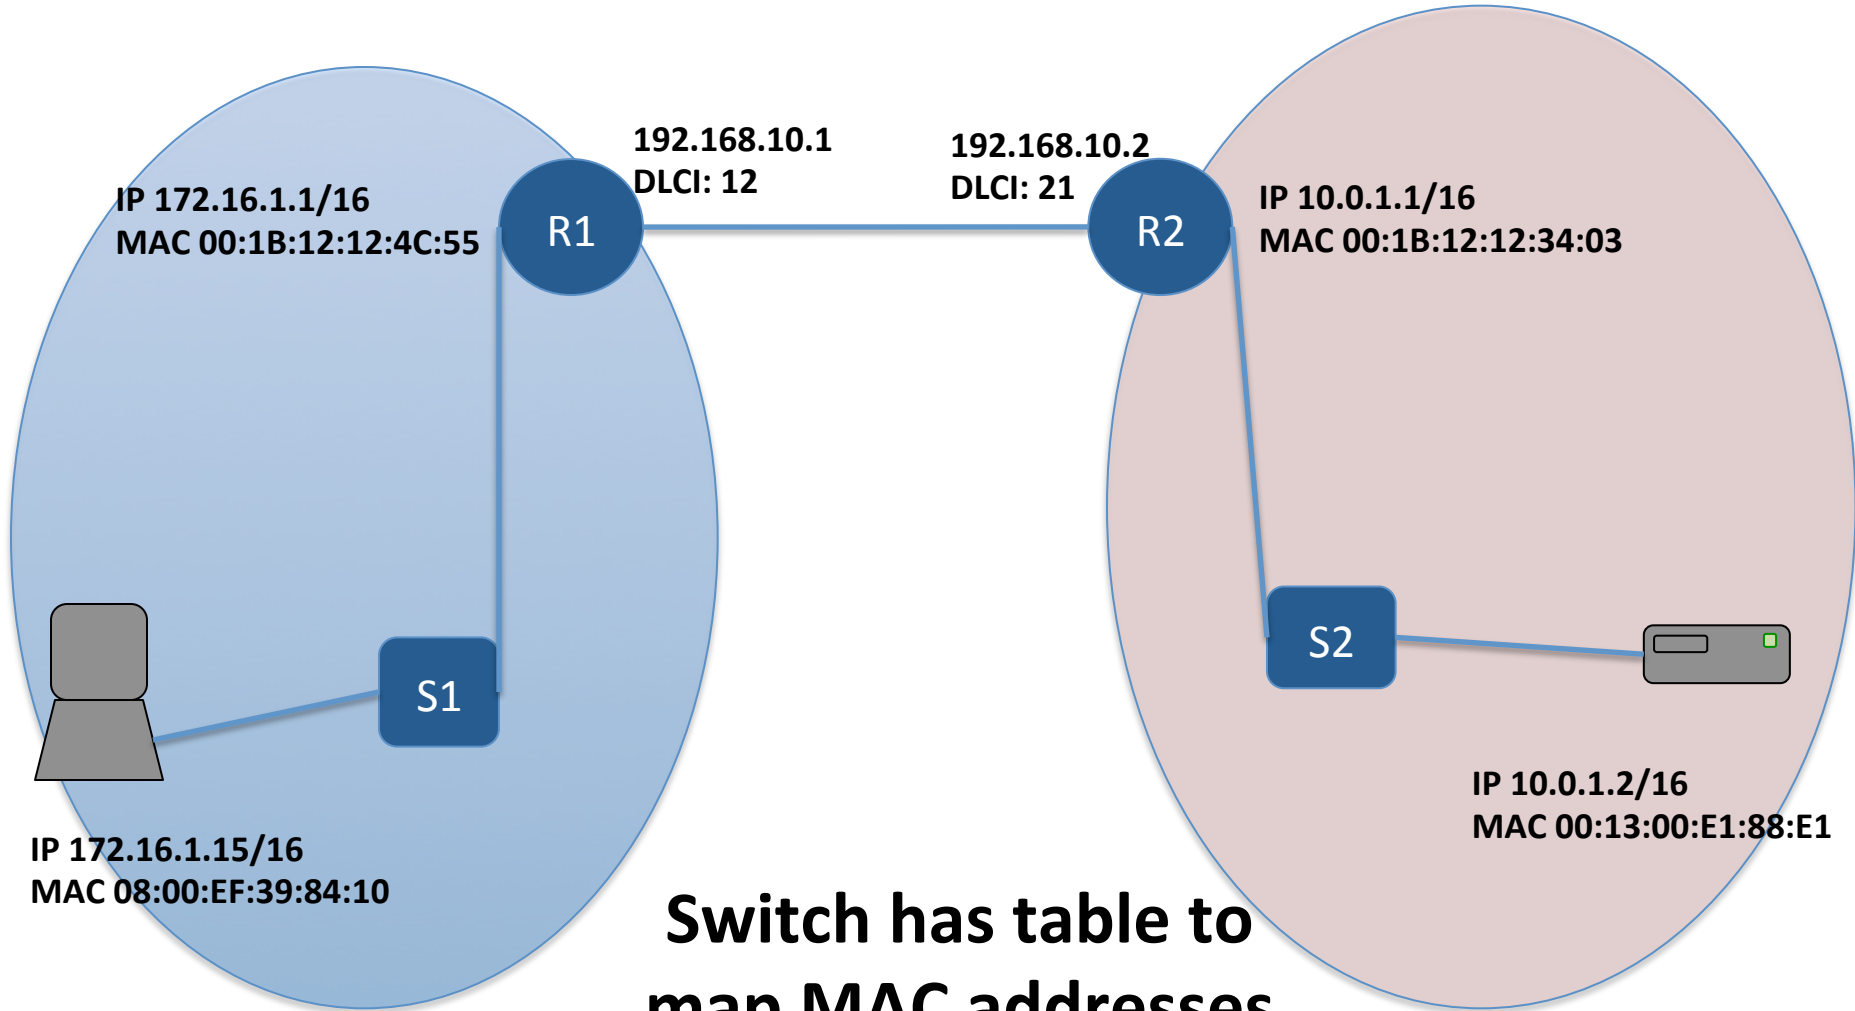 192.168.10.1
DLCI: 12
192.168.10.2
DLCI: 21
IP 172.16.1.1/16
MAC 00:1B:12:12:4C:55
R1
R2
IP 10.0.1.1/16
MAC 00:1B:12:12:34:03
S1
S2
IP 10.0.1.2/16
MAC 00:13:00:E1:88:E1
IP 172.16.1.15/16
MAC 08:00:EF:39:84:10
Switch has table to
map MAC addresses